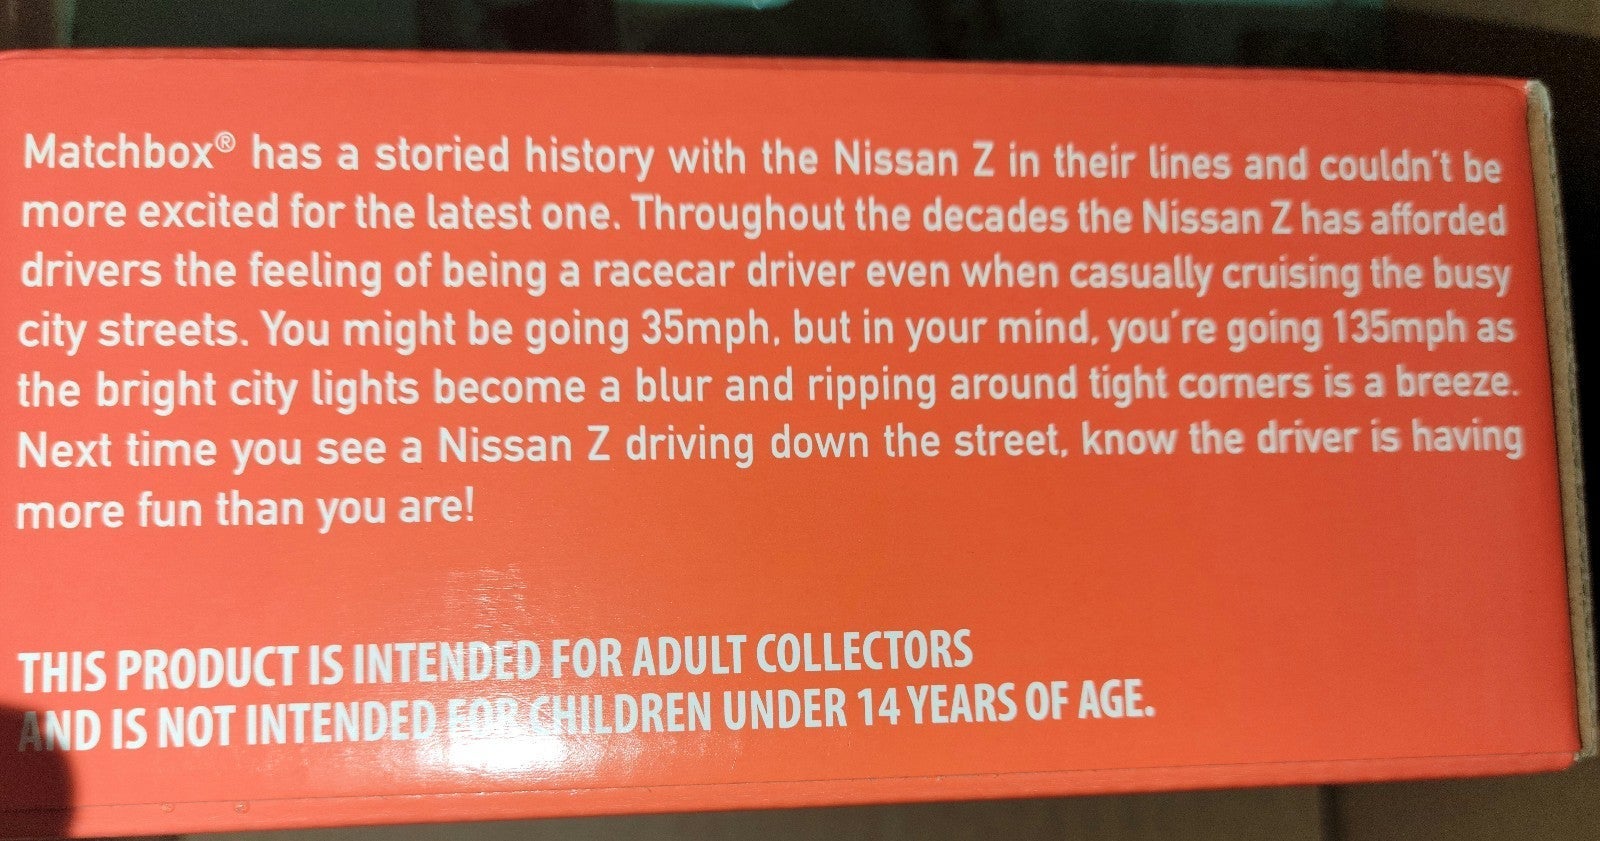 Matchbox® has a storied history with the Nissan Z in their lines and couldn't be
more excited for the latest one. Throughout the decades the Nissan Z has afforded
drivers the feeling of being a racecar driver even when casually cruising the busy
city streets. You might be going 35mph, but in your mind, you're going 135mph as
the bright city lights become a blur and ripping around tight corners is a breeze.
Next time you see a Nissan Z driving down the street, know the driver is having
more fun than you are!
THIS PRODUCT IS INTENDED FOR ADULT COLLECTORS
AND IS NOT INTENDED FOR CHILDREN UNDER 14 YEARS OF AGE.